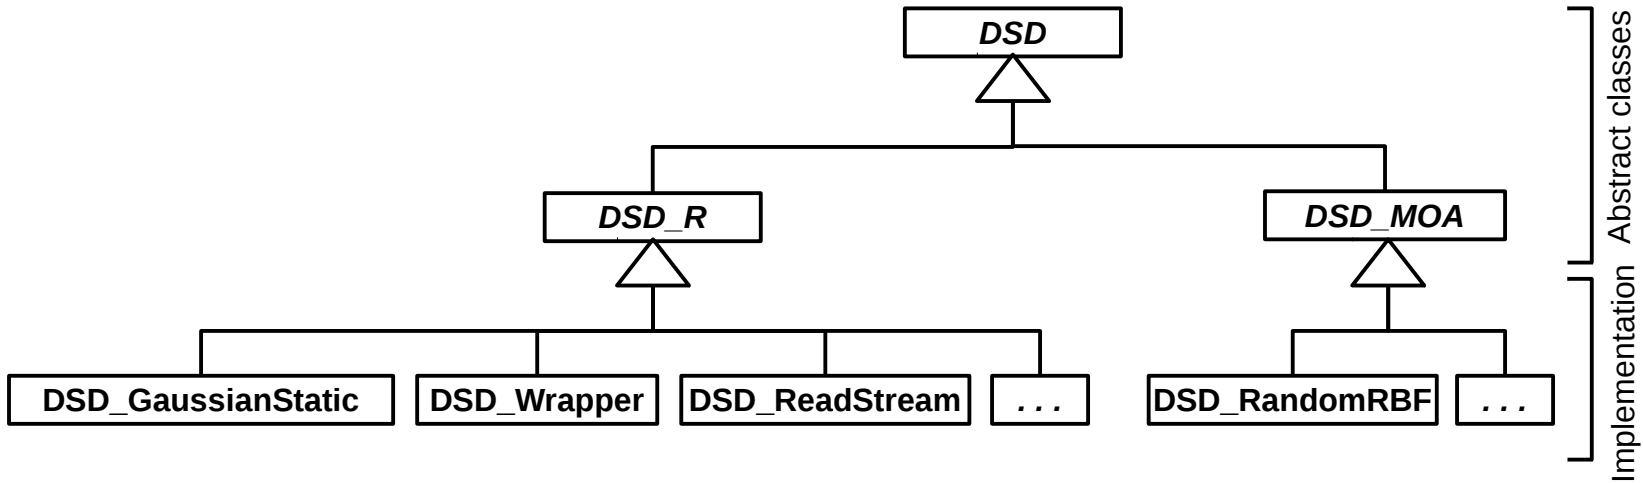 DSD
Abstract classes
DSD_R
DSD_MOA
Implementation
DSD_GaussianStatic
DSD_Wrapper
DSD_ReadStream
. . .
DSD_RandomRBF
. . .